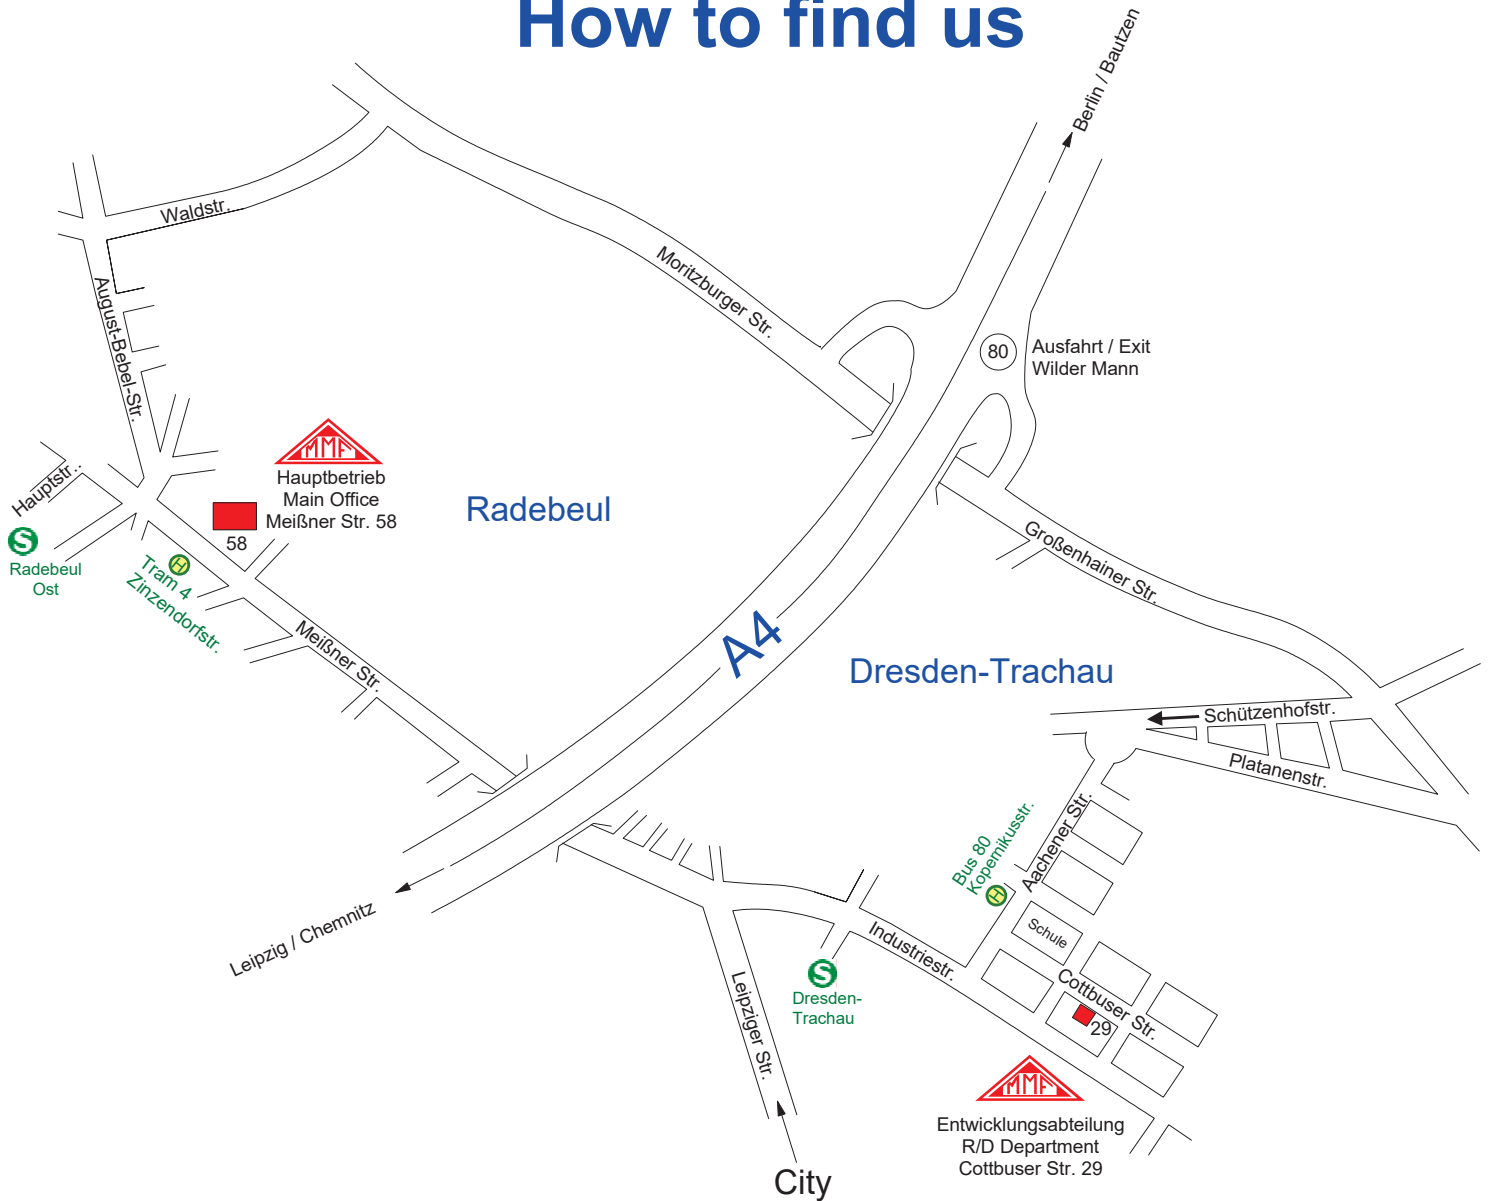 How to find us
Berlin / Bautzen
Waldstr.
Moritzburger Str.
August-Bebel-Str.
80
Ausfahrt / Exit
Wilder Mann
MMF
Hauptbetrieb
Main Office
Meißner Str. 58
58
Hauptstr..
S
Radebeul
Ost
H
Tram 4
Zinzendorfstr.
Radebeul
Meißner Str.
Großenhainer Str.
A4
Dresden-Trachau
Schützenhofstr.
Platanenstr.
Aachener Str.
Bus 80
Kopernikusstr.
H
Leipzig / Chemnitz
Industriestr.
Schule
Cottbuser Str.
29
S
Dresden-
Trachau
Leipziger Str.
MMF
Entwicklungsabteilung
R/D Department
Cottbuser Str. 29
City